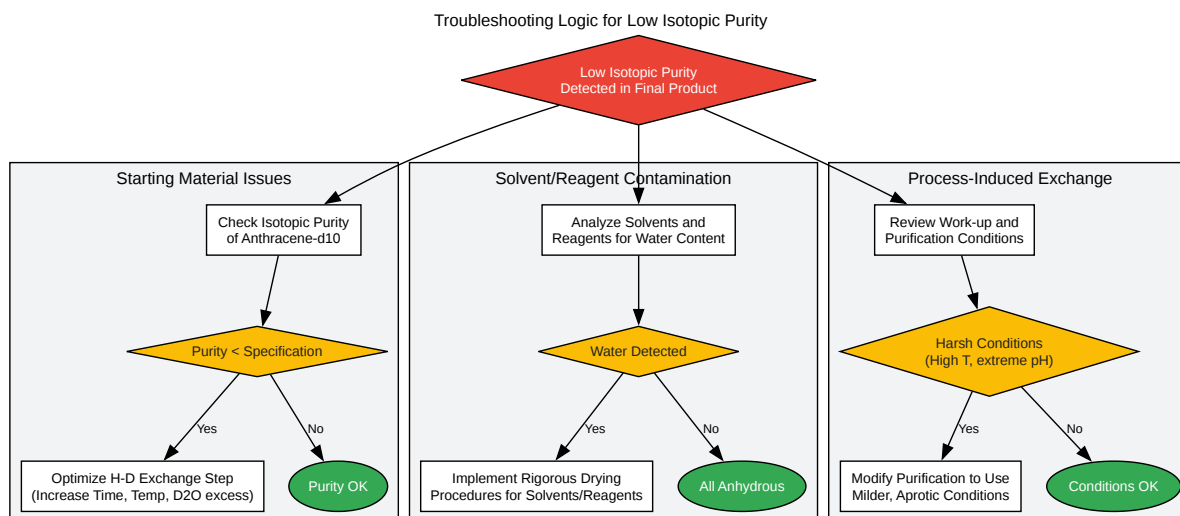 Troubleshooting Logic for Low Isotopic Purity
Low Isotopic Purity
Detected in Final Product
Starting Material Issues
Check Isotopic Purity
of Anthracene-d10
Purity < Specification
Yes
No
Optimize H-D Exchange Step
(Increase Time, Temp, D2O excess)
Purity OK
Solvent/Reagent Contamination
Analyze Solvents and
Reagents for Water Content
Water Detected
Yes
No
Implement Rigorous Drying
Procedures for Solvents/Reagents
All Anhydrous
Process-Induced Exchange
Review Work-up and
Purification Conditions
Harsh Conditions
(High T, extreme pH)
Yes
No
Modify Purification to Use
Milder, Aprotic Conditions
Conditions OK